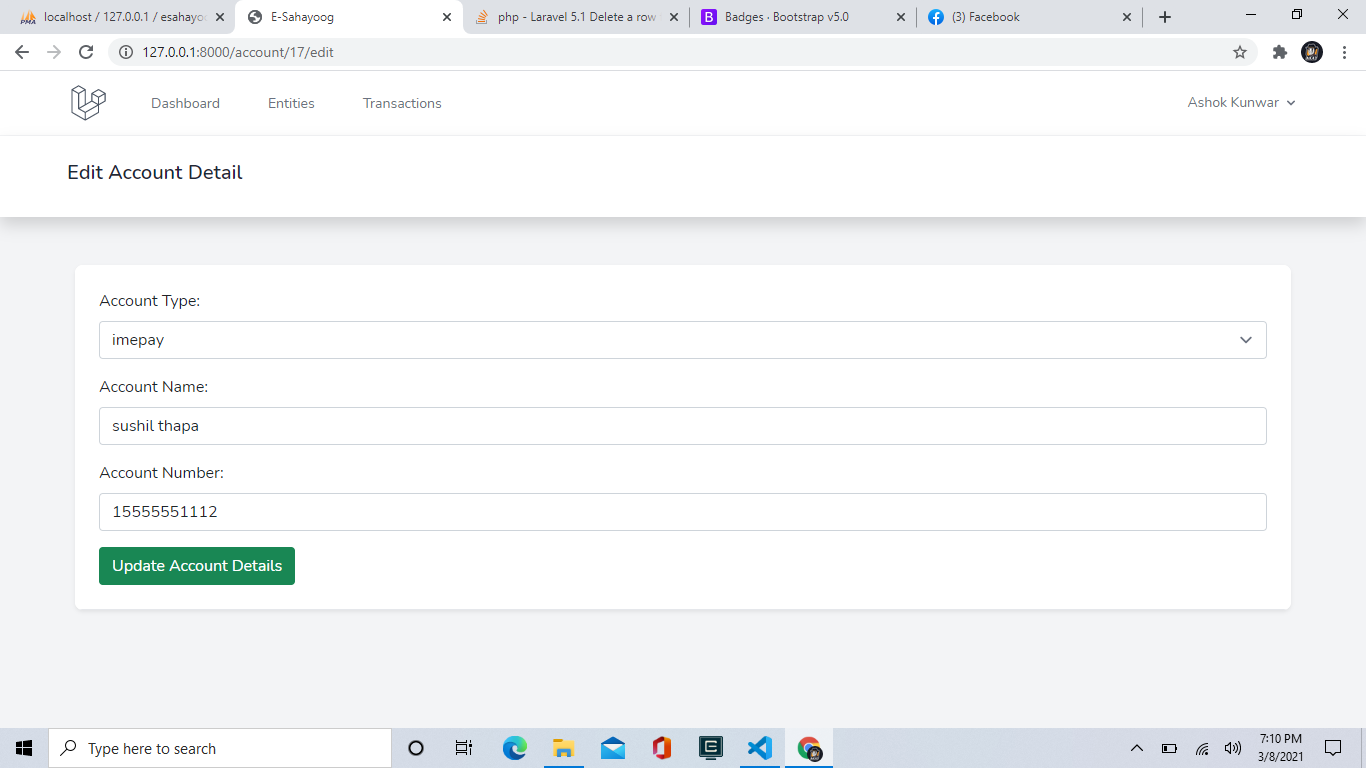 localhost / 127.0.0.1 / esahayoo
E-Sahayoog
php - Laravel 5.1 Delete a row
Badges · Bootstrap v5.0
(3) Facebook
127.0.0.1:8000/account/17/edit
Dashboard
Entities
Transactions
Ashok Kunwar
Edit Account Detail
Account Type:
imepay
Account Name:
sushil thapa
Account Number:
15555551112
Update Account Details
Type here to search
7:10 PM
3/8/2021